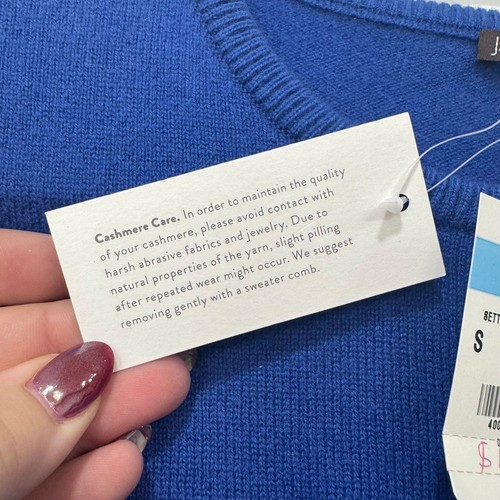 Cashmere Care. In order to maintain the quality
of your cashmere, please avoid contact with
harsh abrasive fabrics and jewelry. Due to
natural properties of the yarn, slight pilling
after repeated wear might occur. We suggest
removing gently with a sweater comb.
BETT
S
400
$